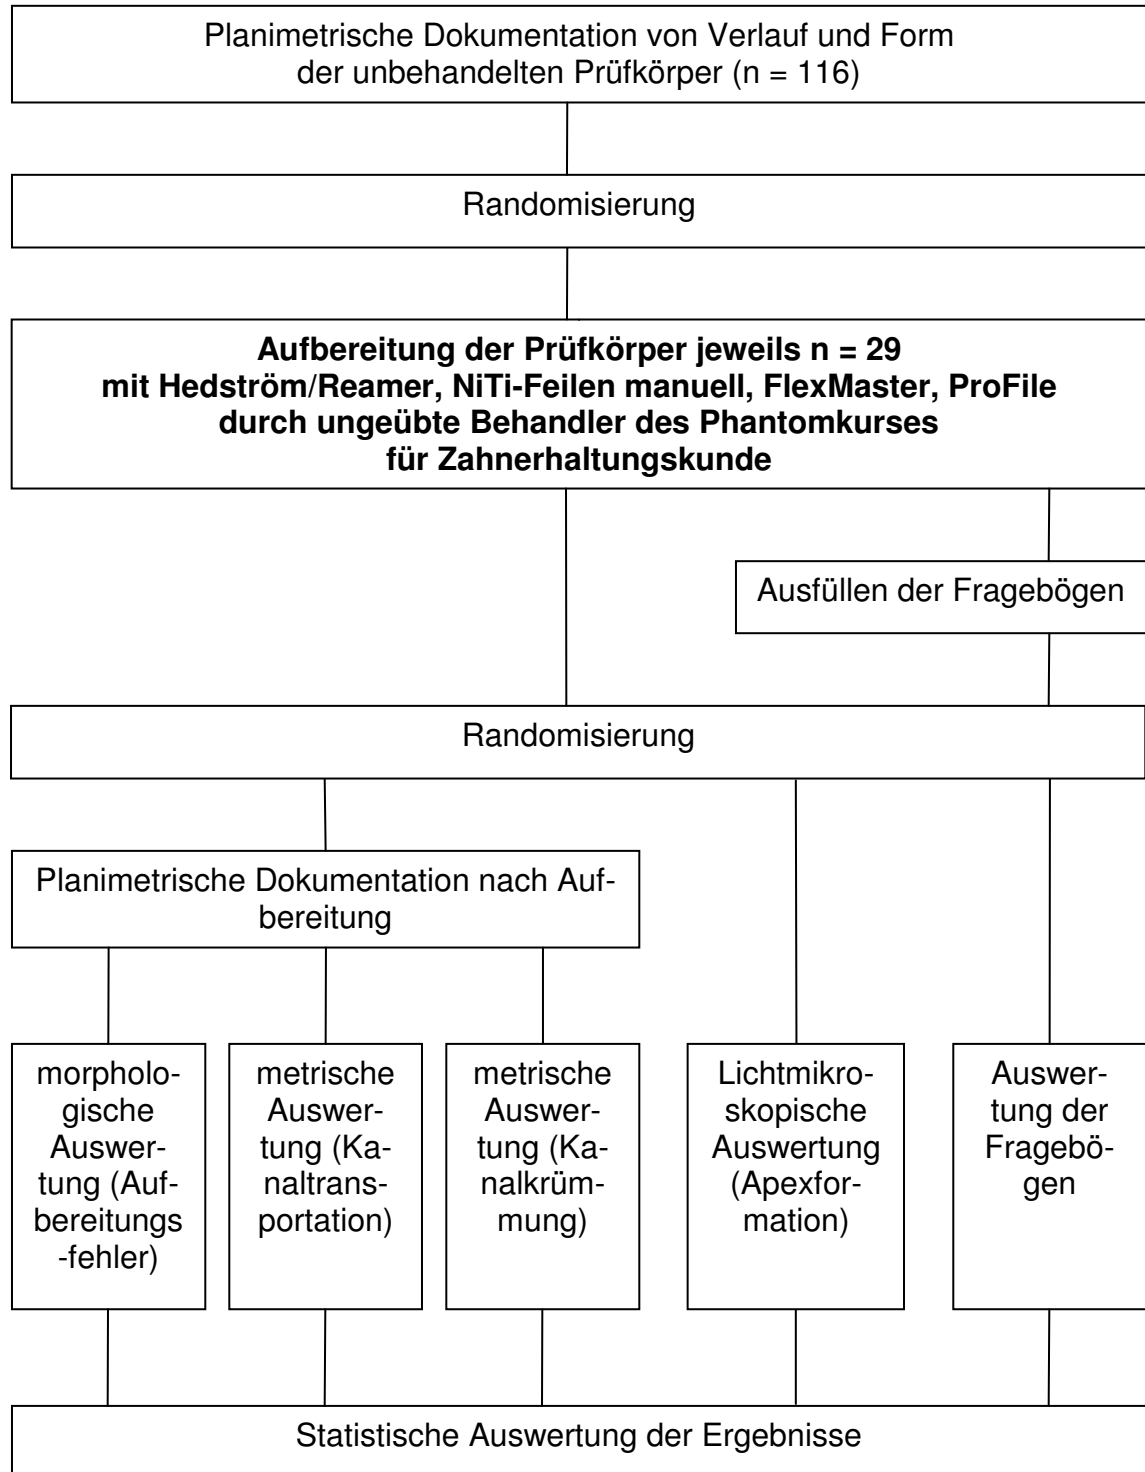 Planimetrische Dokumentation von Verlauf und Form
der unbehandelten Prüfkörper (n = 116)
Randomisierung
Aufbereitung der Prüfkörper jeweils n = 29
mit Hedström/Reamer, NiTi-Feilen manuell, FlexMaster, ProFile
durch ungeübte Behandler des Phantomkurses
für Zahnerhaltungskunde
Ausfüllen der Fragebögen
Randomisierung
Planimetrische Dokumentation nach Auf-
bereitung
morpholo-
gische
Auswer-
tung (Auf-
bereitungs
-fehler)
metrische
Auswer-
tung (Ka-
naltrans-
portation)
metrische
Auswer-
tung (Ka-
nalkrüm-
mung)
Lichtmikro-
skopische
Auswertung
(Apexfor-
mation)
Auswer-
tung der
Fragebö-
gen
Statistische Auswertung der Ergebnisse